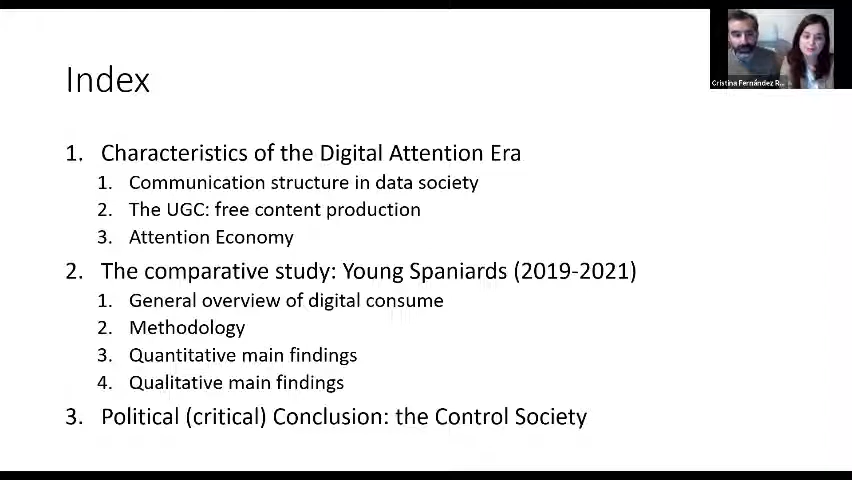 Cristina Fernández R...
Index
1. Characteristics of the Digital Attention Era
1. Communication structure in data society
2. The UGC: free content production
3. Attention Economy
2. The comparative study: Young Spaniards (2019-2021)
1. General overview of digital consume
2. Methodology
3. Quantitative main findings
4. Qualitative main findings
3. Political (critical) Conclusion: the Control Society